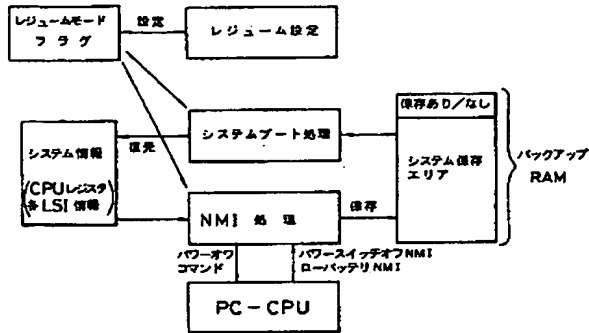 レジュームモード
フラグ
設定
レジューム設定
システムブート処理
保存あり/なし
システム情報
(CPUレジスタ
各LSI情報)
復元
システム保存
エリア
バックアップ
RAM
NMI処理
保存
パワーオフ
コマンド
パワースイッチオフNMI
ローバッテリNMI
PC-CPU